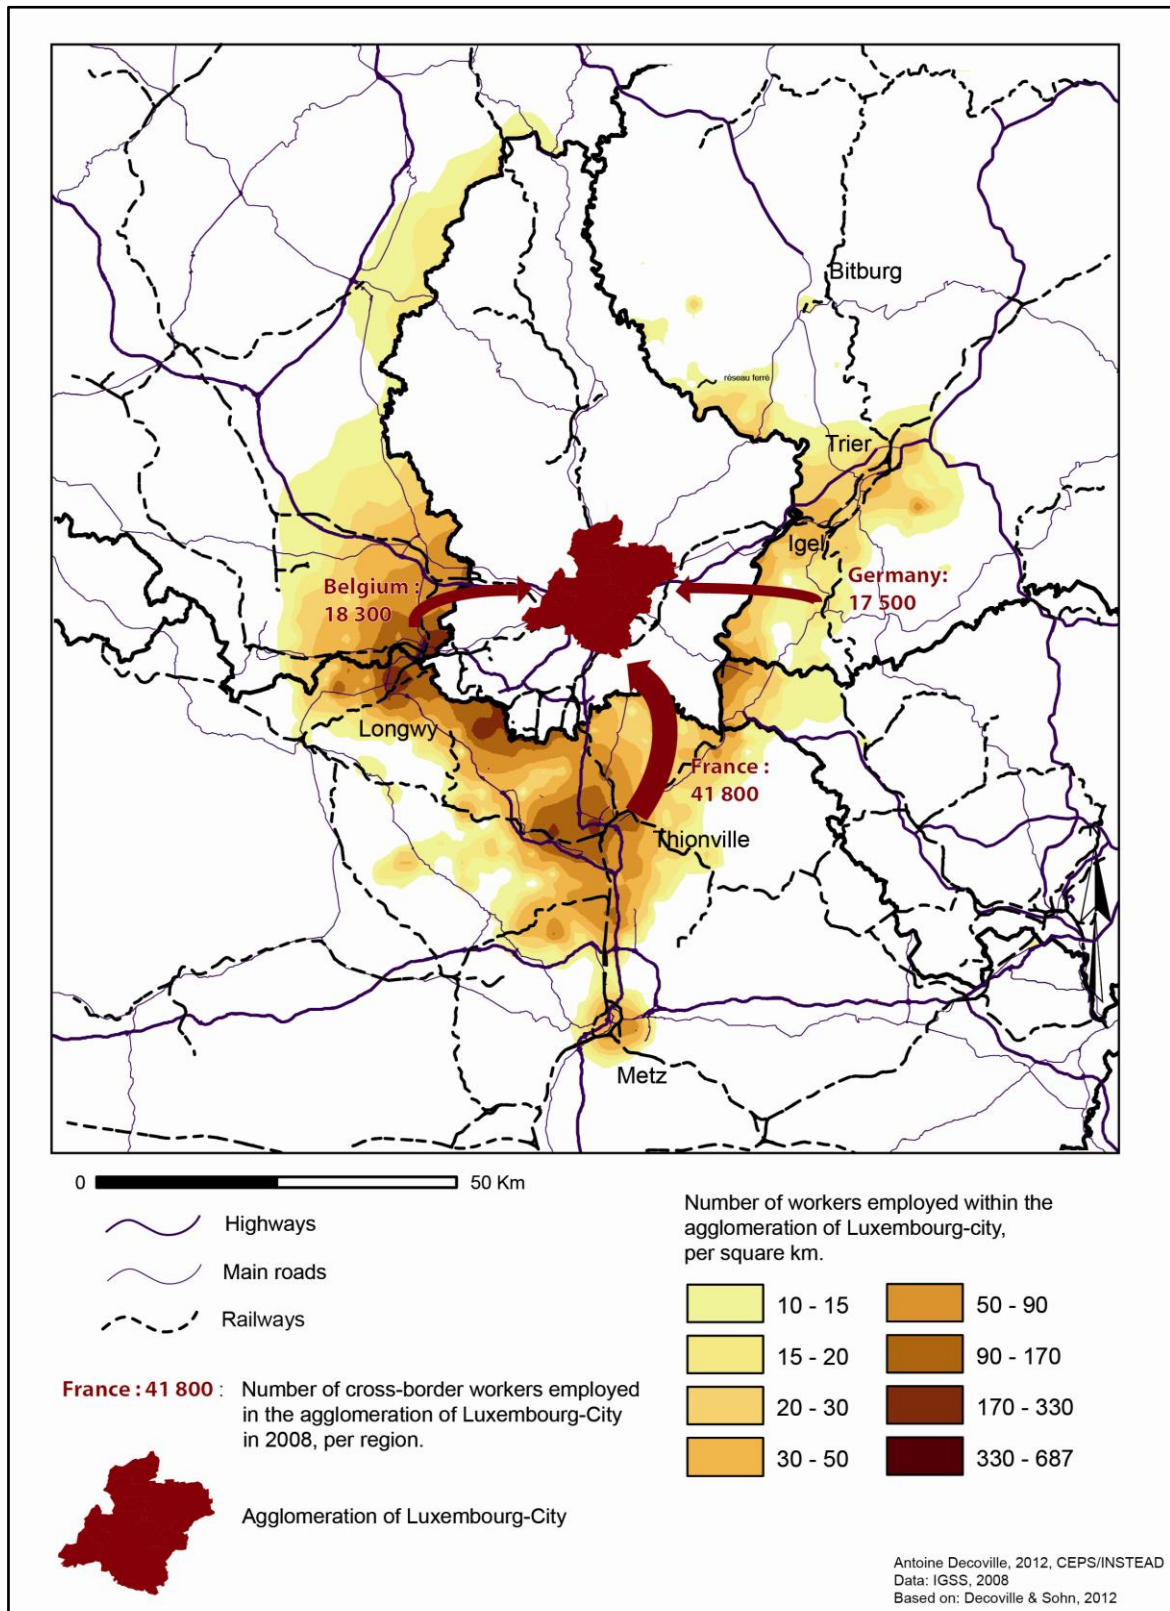 Bitburg
réseau ferré
Trier
Igel
Belgium :
18 300
Germany:
17 500
Longwy
France :
41 800
Thionville
Metz
0 50 Km
Highways
Main roads
Railways
France : 41 800 : Number of cross-border workers employed
in the agglomeration of Luxembourg-City
in 2008, per region.
Agglomeration of Luxembourg-City
Number of workers employed within the
agglomeration of Luxembourg-city,
per square km.
10 - 15
50 - 90
15 - 20
90 - 170
20 - 30
170 - 330
30 - 50
330 - 687
Antoine Decoville, 2012, CEPS/INSTEAD
Data: IGSS, 2008
Based on: Decoville & Sohn, 2012